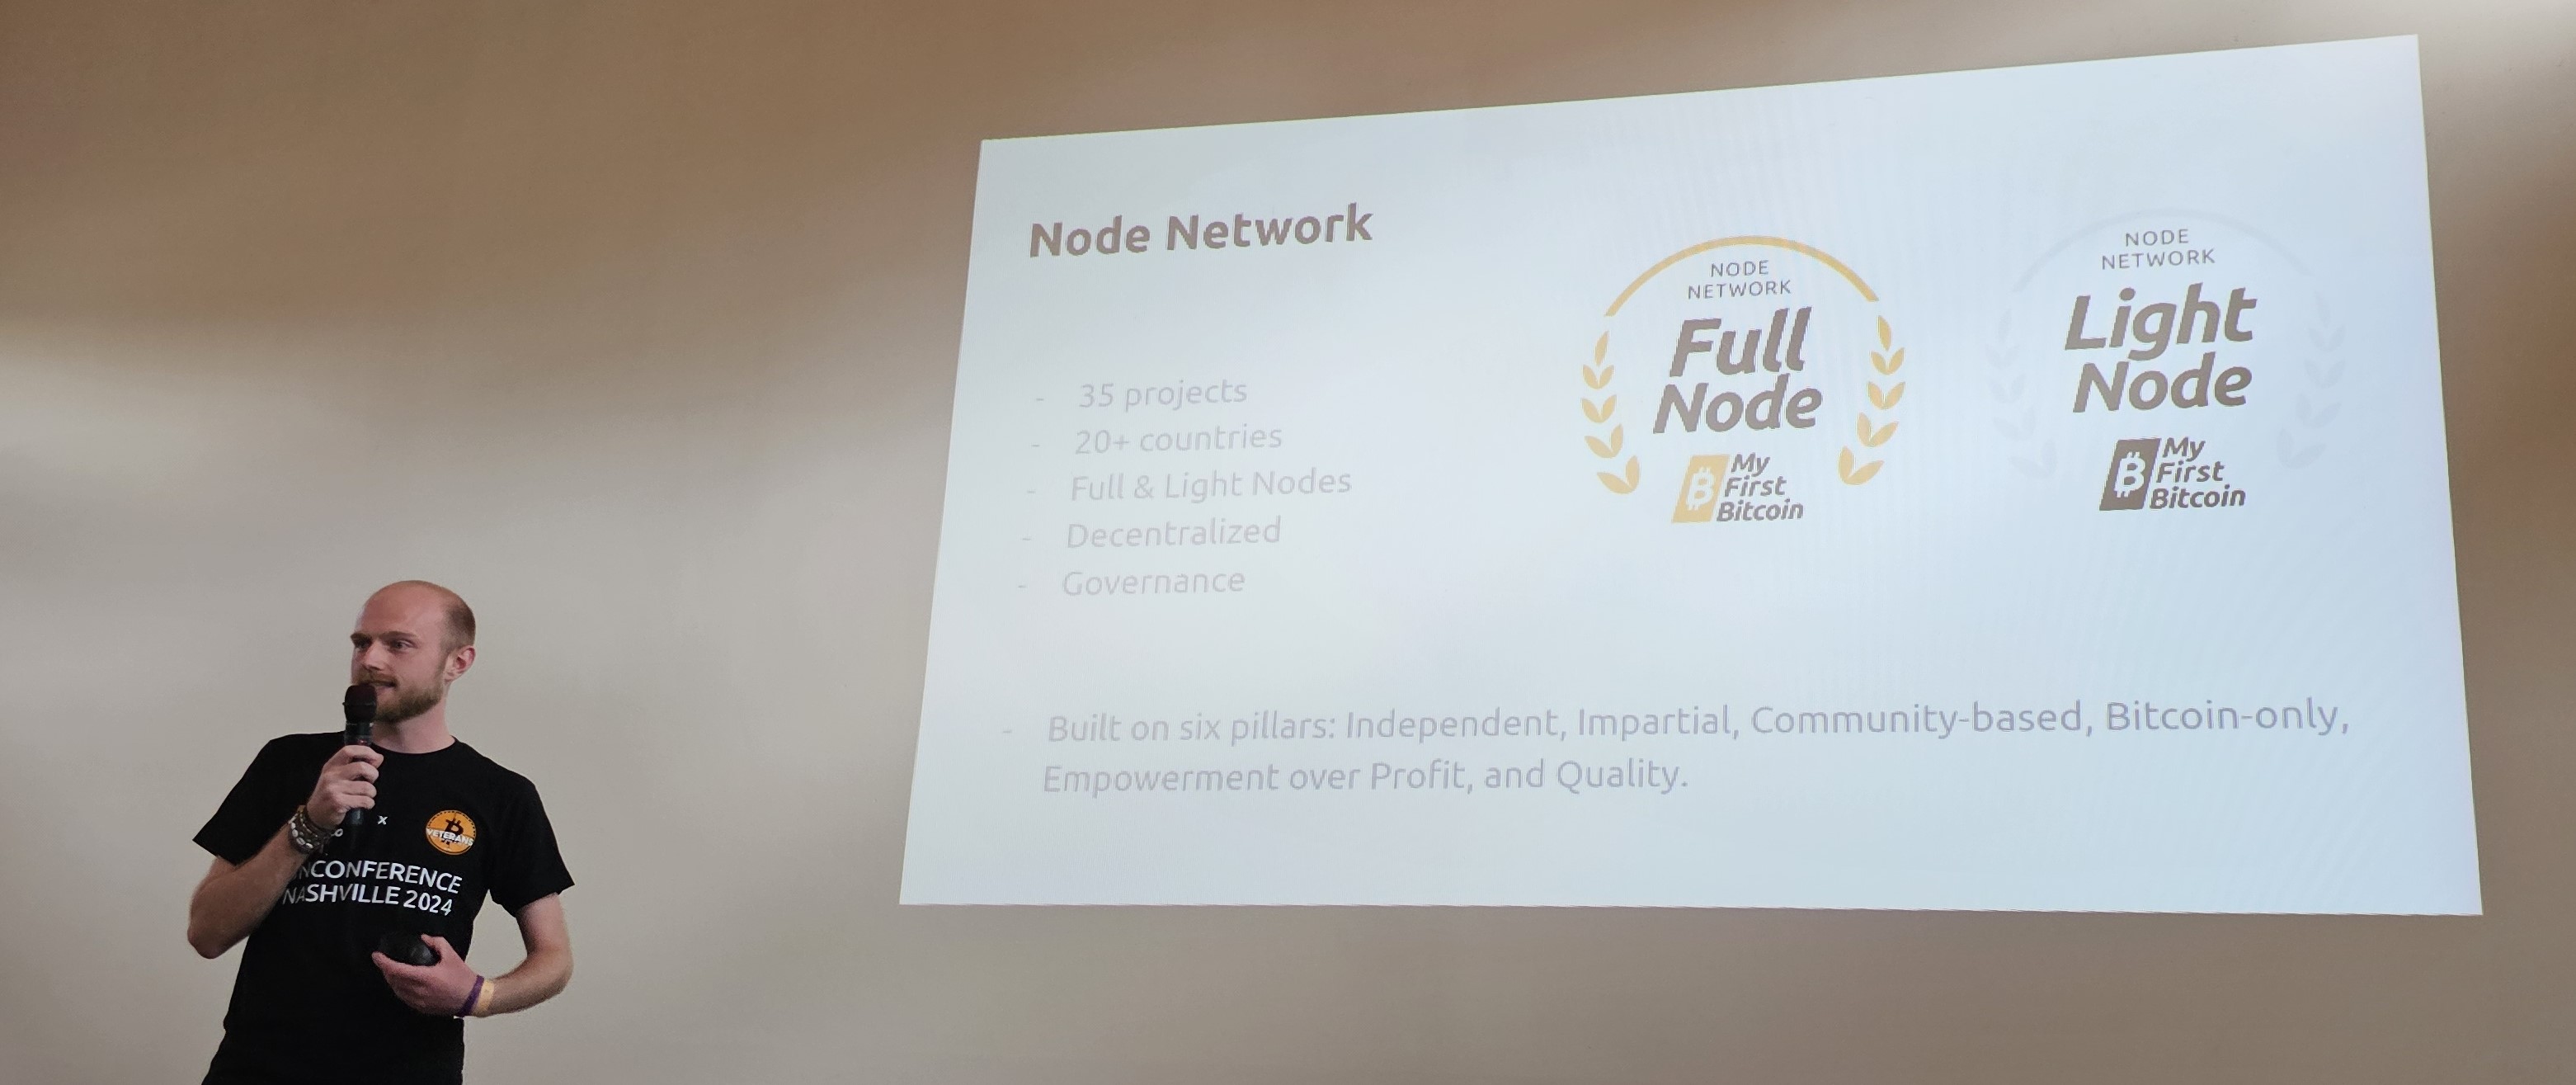 Node Network
- 35 projects
- 20+ countries
- Full & Light Nodes
- Decentralized
- Governance
- Built on six pillars: Independent, Impartial, Community-based, Bitcoin-only,
Empowerment over Profit, and Quality.
NODE
NETWORK
Full
Node
My
First
Bitcoin
NODE
NETWORK
Light
Node
My
First
Bitcoin
x
VETERANS
NASHVILLE 2024